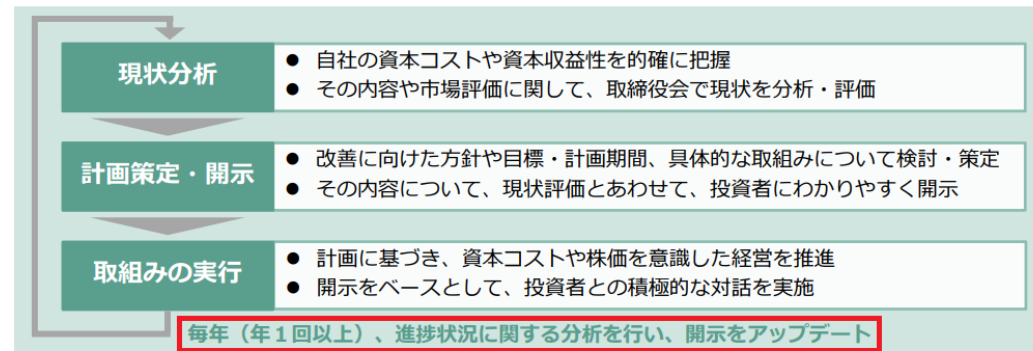 現状分析
● 自社の資本コストや資本収益性を的確に把握
● その内容や市場評価に関して、取締役会で現状を分析・評価
計画策定・開示
● 改善に向けた方針や目標・計画期間、具体的な取組みについて検討・策定
● その内容について、現状評価とあわせて、投資者にわかりやすく開示
取組みの実行
● 計画に基づき、資本コストや株価を意識した経営を推進
● 開示をベースとして、投資者との積極的な対話を実施
毎年（年１回以上）、進捗状況に関する分析を行い、開示をアップデート